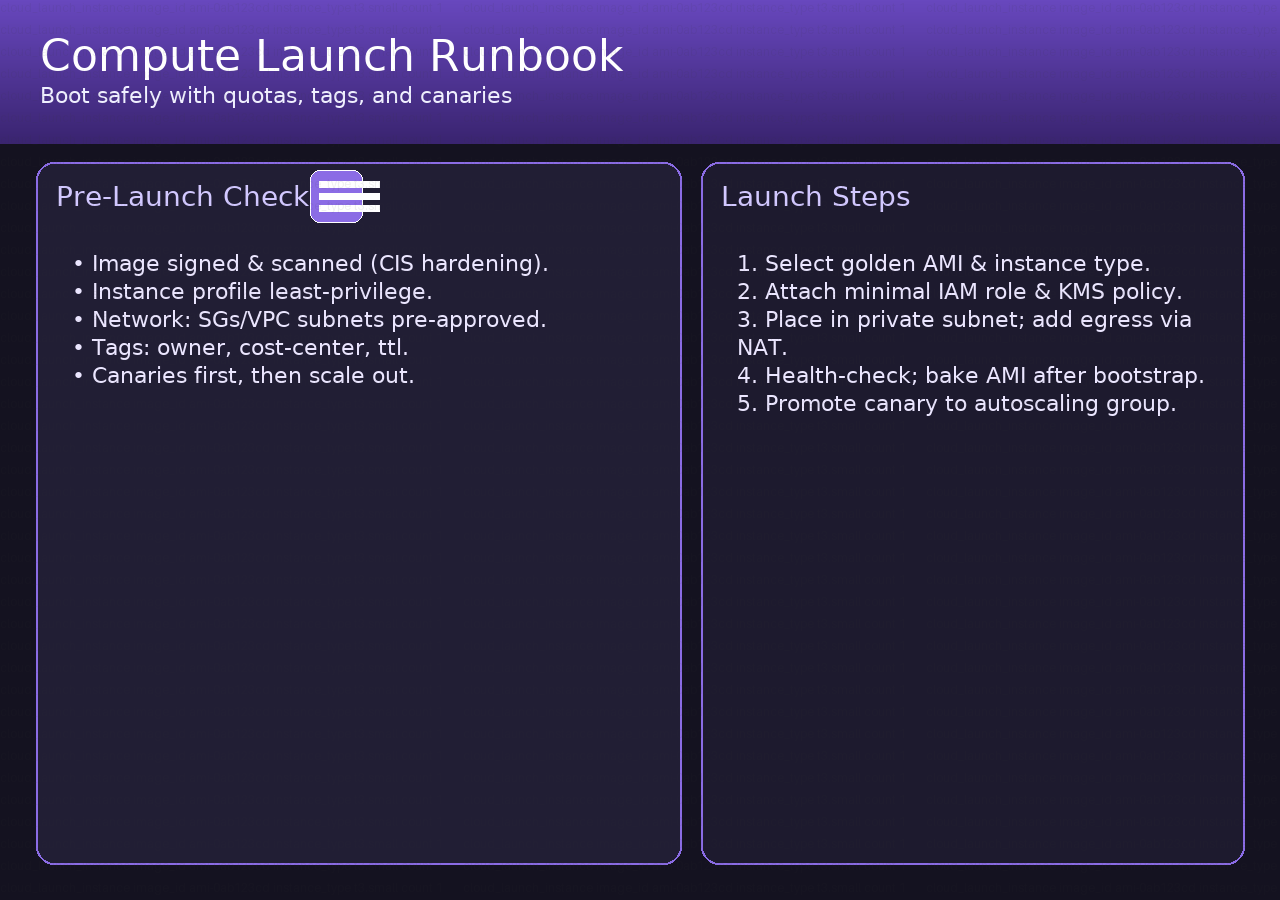 Compute Launch Runbook
Boot safely with quotas, tags, and canaries
Pre-Launch Check
• Image signed & scanned (CIS hardening).
• Instance profile least-privilege.
• Network: SGs/VPC subnets pre-approved.
• Tags: owner, cost-center, ttl.
• Canaries first, then scale out.
Launch Steps
1. Select golden AMI & instance type.
2. Attach minimal IAM role & KMS policy.
3. Place in private subnet; add egress via
NAT.
4. Health-check; bake AMI after bootstrap.
5. Promote canary to autoscaling group.